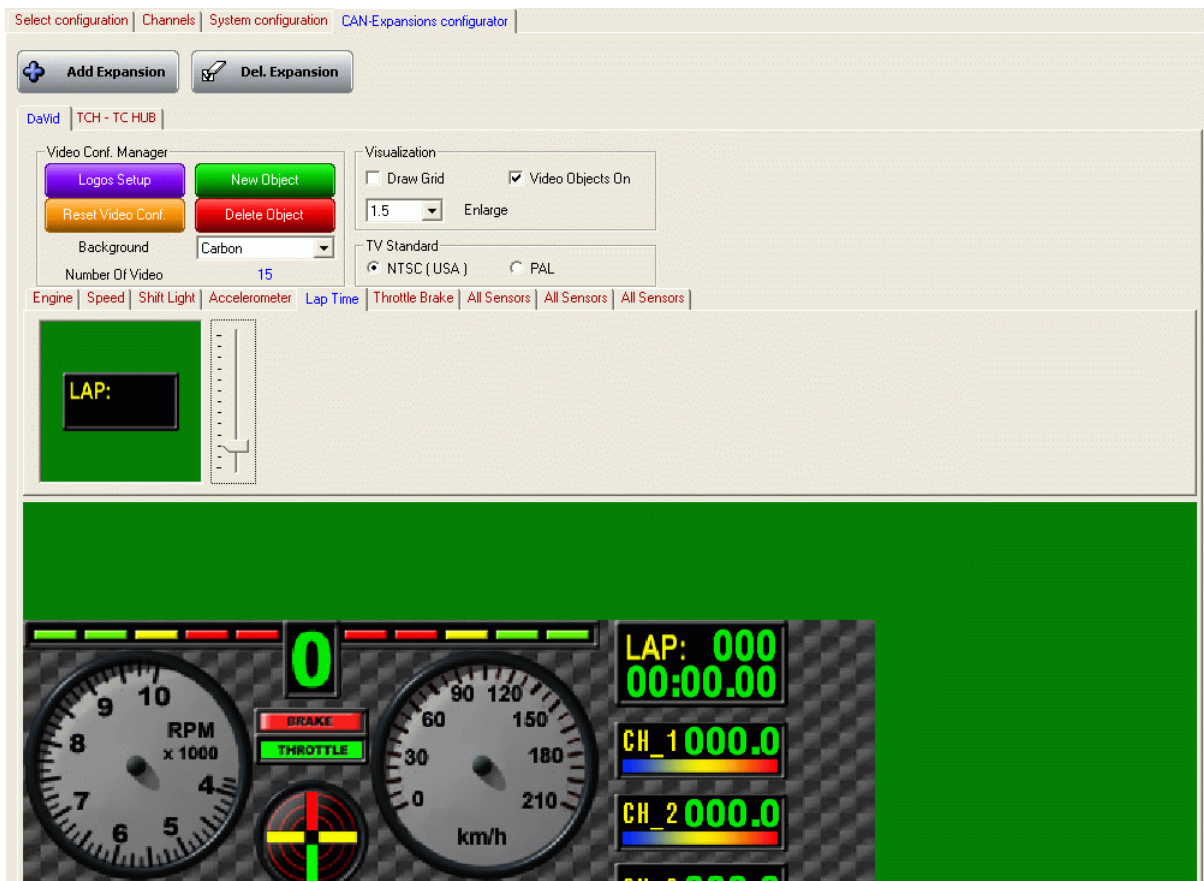 Select configuration Channels System configuration CAN-Expansions configurator
Add Expansion Del. Expansion
DaVid TCH - TC HUB
Video Conf. Manager Visualization
Logos Setup New Object Draw Grid Video Objects On
Reset Video Conf. Delete Object 1.5 Enlarge
Background Carbon TV Standard
Number Of Video 15 NTSC ( USA ) PAL
Engine Speed Shift Light Accelerometer Lap Time Throttle Brake All Sensors All Sensors All Sensors
LAP:
0
LAP: 000
00:00.00
10
9
8
7
6
5
4
RPM
x 1000
BRAKE
THROTTLE
0
30
60
90
120
150
180
210
km/h
CH_1 000.0
CH_2 000.0